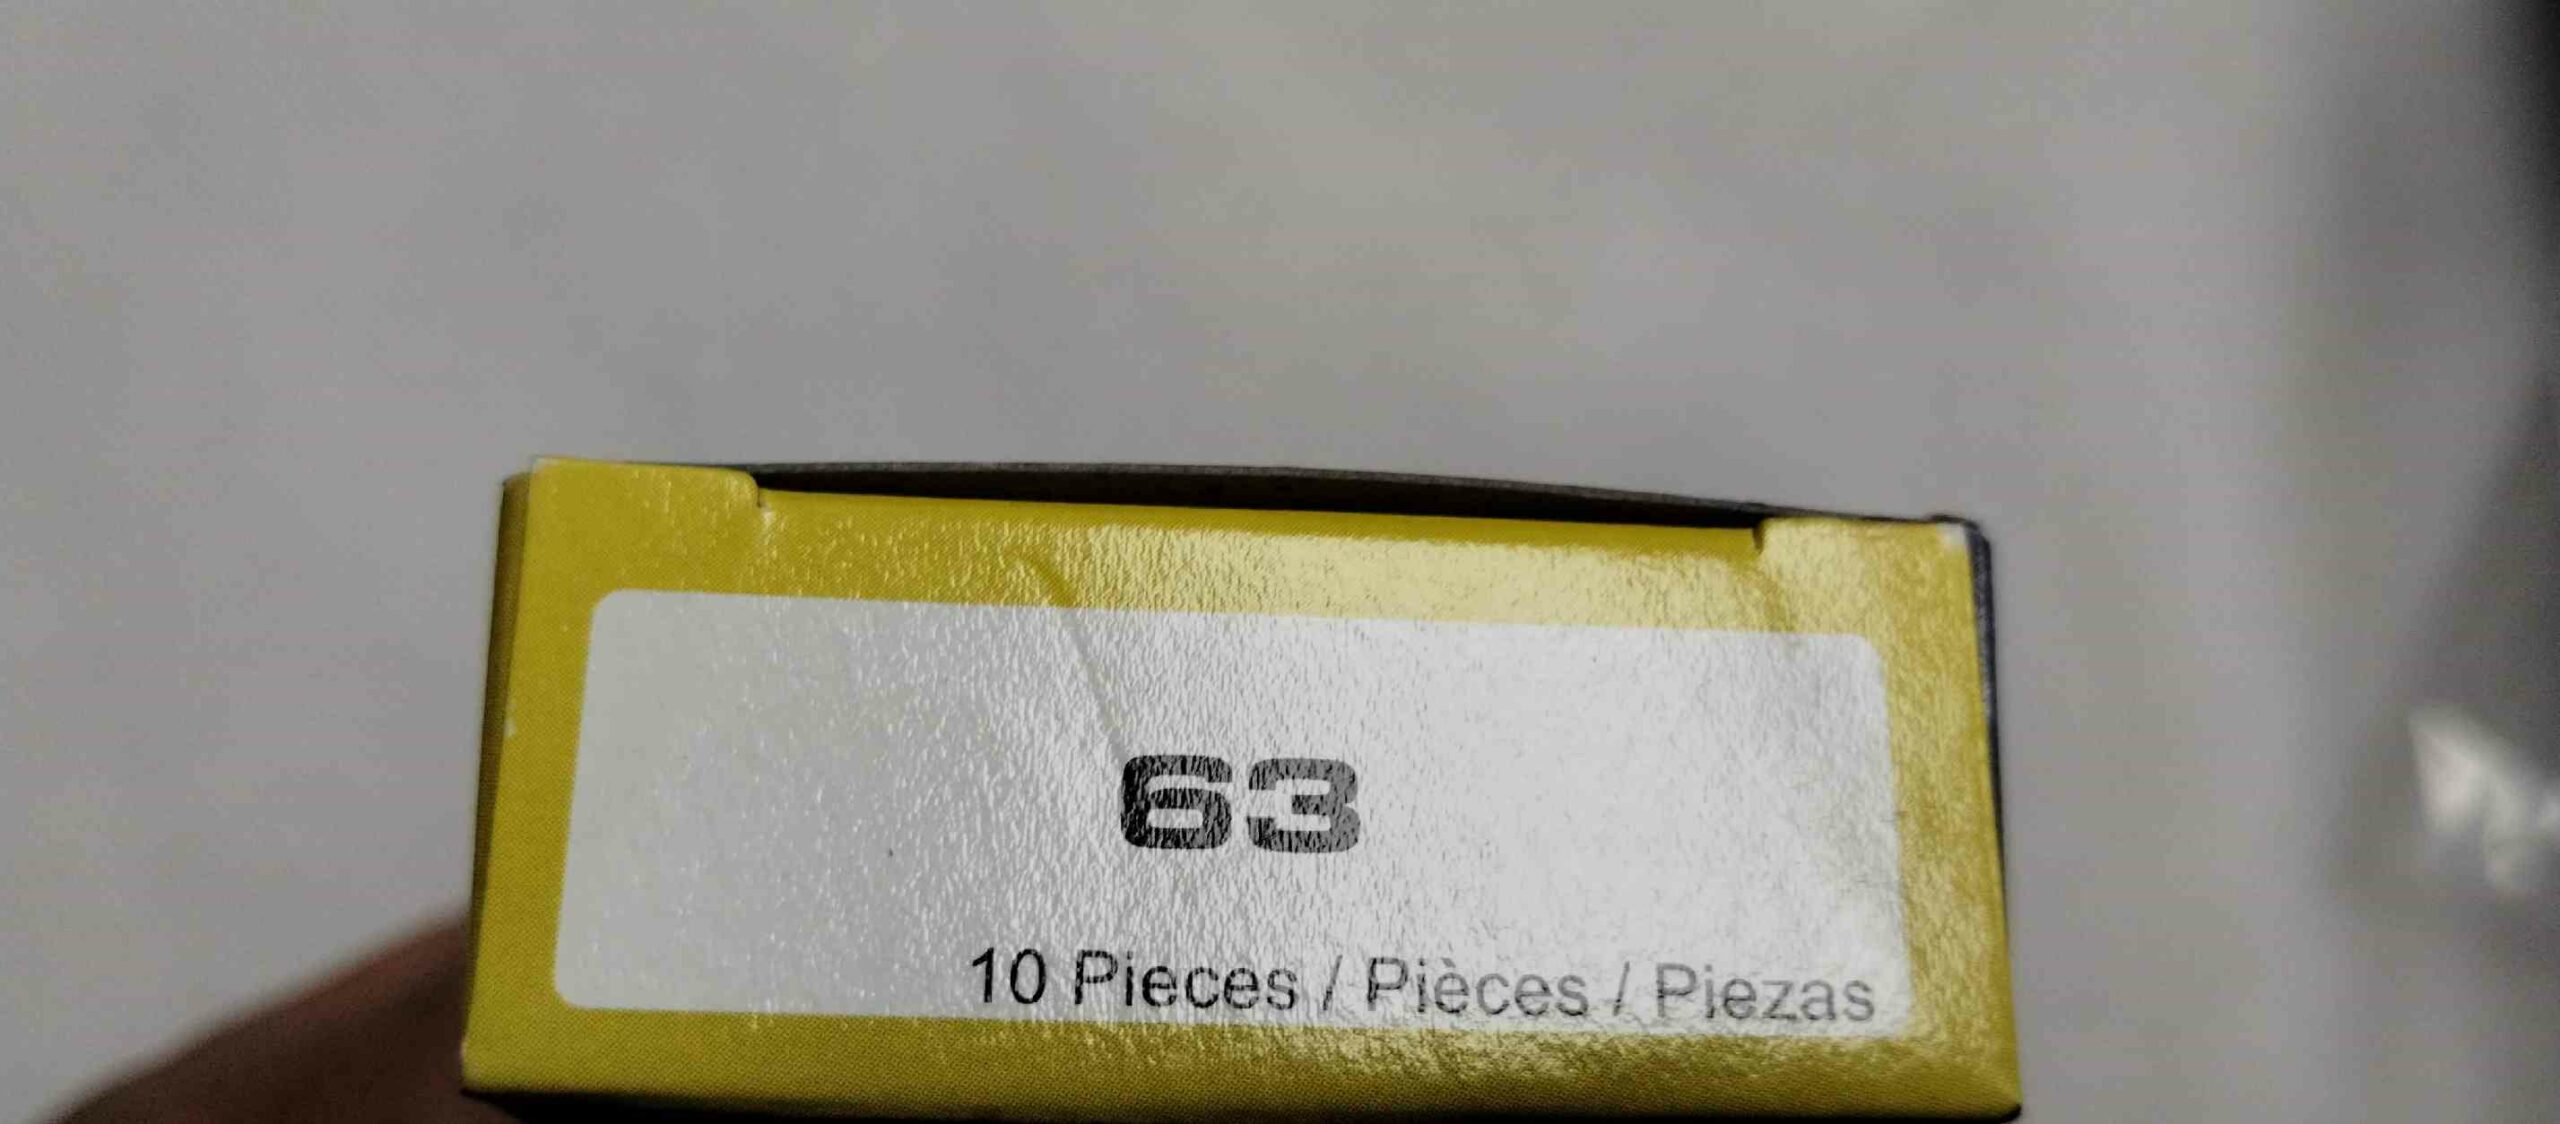 63
10 Pieces / Pièces / Piezas